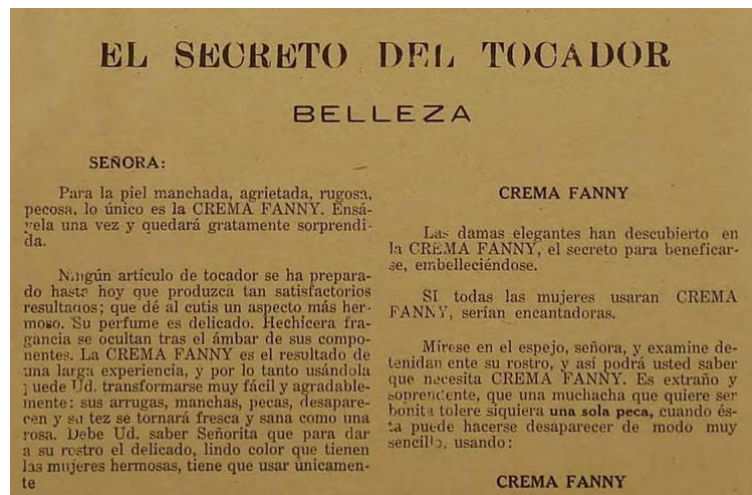 EL SECRETO DEL TOCADOR
BELLEZA
SEÑORA:
Para la piel manchada, agrietada, rugosa,
pecosa, lo único es la CREMA FANNY. Ensá-
yela una vez y quedará gratamente sorprendi-
da.
Ningún artículo de tocador se ha prepara-
do hasta hoy que produzca tan satisfactorios
resultados; que dé al cutis un aspecto más her-
moso. Su perfume es delicado. Hechicera fra-
gancia se ocultan tras el ámbar de sus compo-
nentes. La CREMA FANNY es el resultado de
una larga experiencia, y por lo tanto usándola
puede Ud. transformarse muy fácil y agradable-
mente: sus arrugas, manchas, pecas, desapare-
cen y su tez se tornará fresca y sana como una
rosa. Debe Ud. saber Señorita que para dar
a su rostro el delicado, lindo color que tienen
las mujeres hermosas, tiene que usar únicamen-
te
CREMA FANNY
Las damas elegantes han descubierto en
la CREMA FANNY, el secreto para beneficiar-
se, embelleciéndose.
SI todas las mujeres usaran CREMA
FANNY, serían encantadoras.
Mírese en el espejo, señora, y examine de-
tenidamente su rostro, y así podrá usted saber
que necesita CREMA FANNY. Es extraño y
soprendente, que una muchacha que quiere ser
bonita tolere siquiera una sola peca, cuando és-
ta puede hacerse desaparecer de modo muy
sencillo, usando:
CREMA FANNY